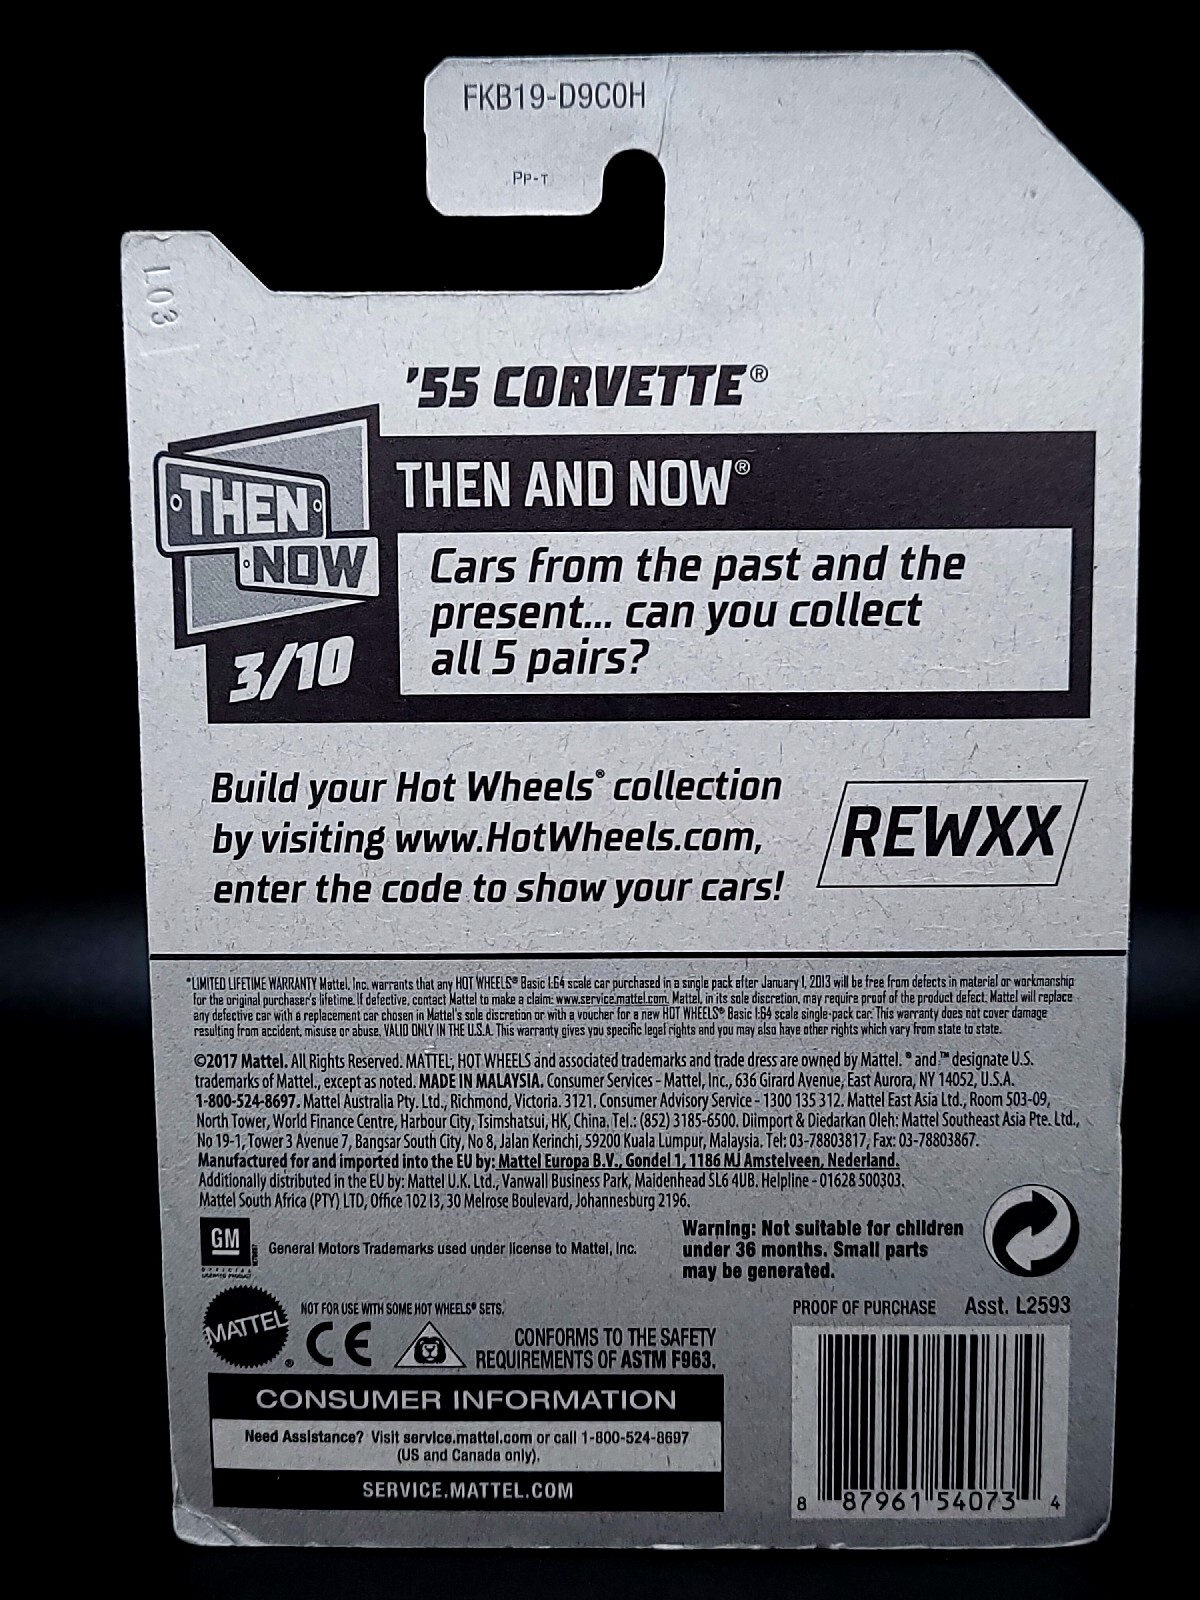 FKB19-D9C0H
PP-T
L03
'55 CORVETTE®
THEN
NOW
3/10
THEN AND NOW®
Cars from the past and the
present... can you collect
all 5 pairs?
Build your Hot Wheels® collection
by visiting www.HotWheels.com,
enter the code to show your cars!
REWXX
*LIMITED LIFETIME WARRANTY Mattel, Inc. warrants that any HOT WHEELS® Basic 1:64 scale car purchased in a single pack after January 1, 2013 will be free from defects in material or workmanship
for the original purchaser's lifetime. If defective, contact Mattel to make a claim: www.service.mattel.com. Mattel, in its sole discretion, may require proof of the product defect. Mattel will replace
any defective car with a replacement car chosen in Mattel's sole discretion or with a voucher for a new HOT WHEELS® Basic 1:64 scale single-pack car. This warranty does not cover damage
resulting from accident, misuse or abuse. VALID ONLY IN THE U.S.A. This warranty gives you specific legal rights and you may also have other rights which vary from state to state.
©2017 Mattel. All Rights Reserved. MATTEL, HOT WHEELS and associated trademarks and trade dress are owned by Mattel. ® and ™ designate U.S.
trademarks of Mattel., except as noted. MADE IN MALAYSIA. Consumer Services - Mattel, Inc., 636 Girard Avenue, East Aurora, NY 14052, U.S.A.
1-800-524-8697. Mattel Australia Pty. Ltd., Richmond, Victoria. 3121. Consumer Advisory Service - 1300 135 312. Mattel East Asia Ltd., Room 503-09,
North Tower, World Finance Centre, Harbour City, Tsimshatsui, HK, China. Tel.: (852) 3185-6500. Diimport & Diedarkan Oleh: Mattel Southeast Asia Pte. Ltd.,
No 19-1, Tower 3 Avenue 7, Bangsar South City, No 8, Jalan Kerinchi, 59200 Kuala Lumpur, Malaysia. Tel: 03-78803817, Fax: 03-78803867.
Manufactured for and imported into the EU by: Mattel Europa B.V., Gondel 1, 1186 MJ Amstelveen, Nederland.
Additionally distributed in the EU by: Mattel U.K. Ltd., Vanwall Business Park, Maidenhead SL6 4UB. Helpline - 01628 500303.
Mattel South Africa (PTY) LTD, Office 102 I3, 30 Melrose Boulevard, Johannesburg 2196.
GM
OFFICIAL
LICENSED PRODUCT
General Motors Trademarks used under license to Mattel, Inc.
Warning: Not suitable for children
under 36 months. Small parts
may be generated.
MATTEL®
NOT FOR USE WITH SOME HOT WHEELS® SETS.
CE
CONFORMS TO THE SAFETY
REQUIREMENTS OF ASTM F963.
PROOF OF PURCHASE Asst. L2593
CONSUMER INFORMATION
Need Assistance? Visit service.mattel.com or call 1-800-524-8697
(US and Canada only).
SERVICE.MATTEL.COM
8 87961 54073 4